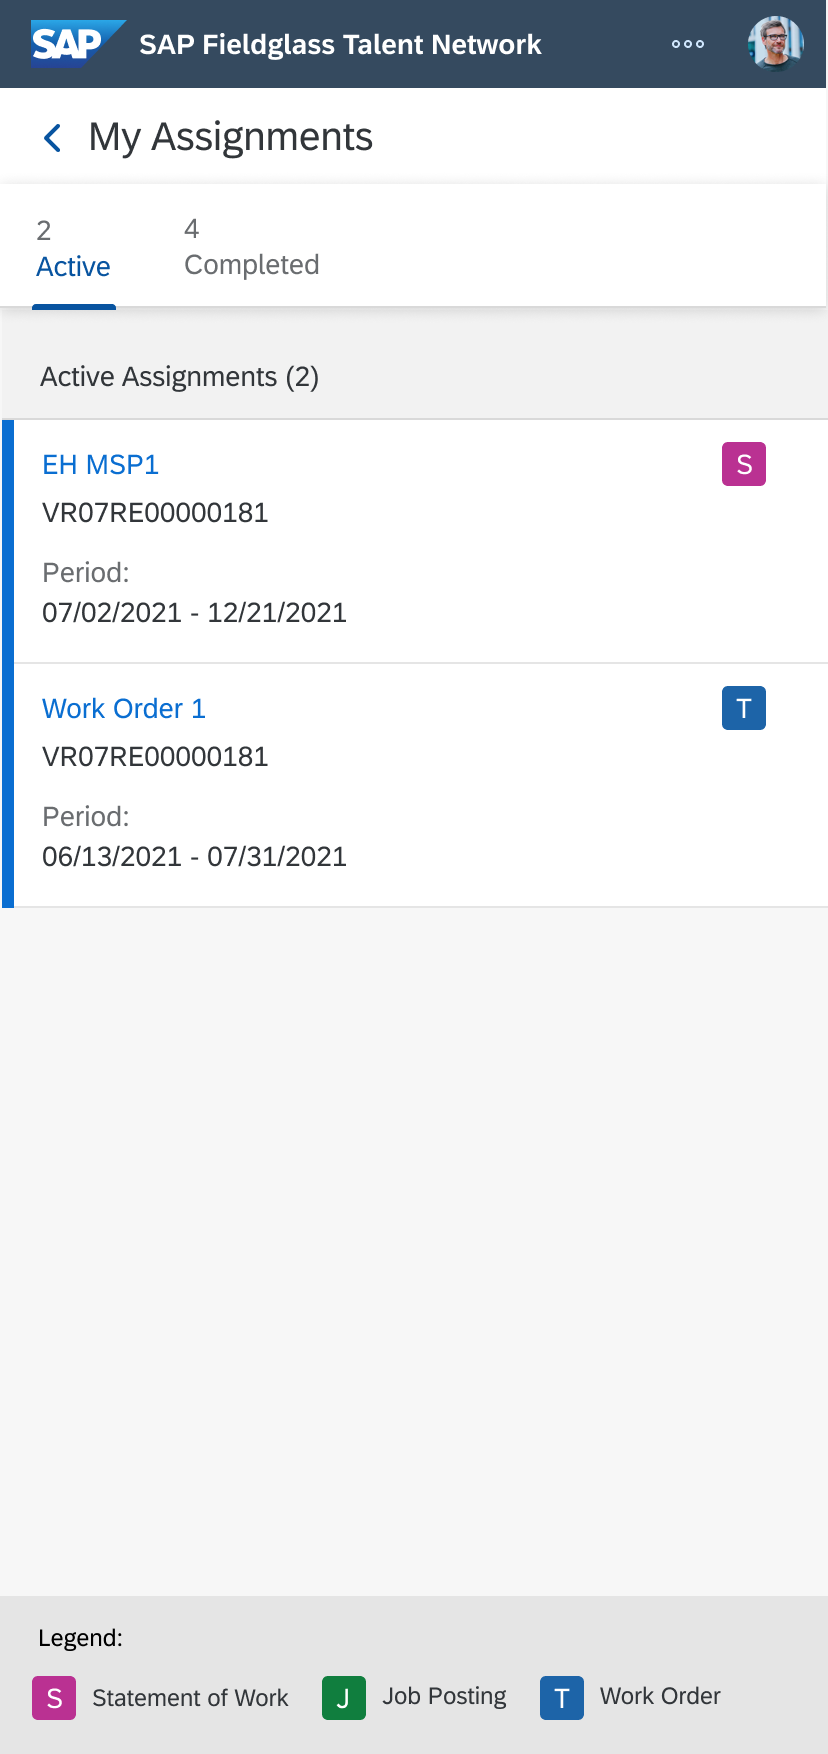 SAP SAP Fieldglass Talent Network
My Assignments
2
Active
4
Completed
Active Assignments (2)
EH MSP1
S
VR07RE00000181
Period:
07/02/2021 - 12/21/2021
Work Order 1
T
VR07RE00000181
Period:
06/13/2021 - 07/31/2021
Legend:
S Statement of Work J Job Posting T Work Order